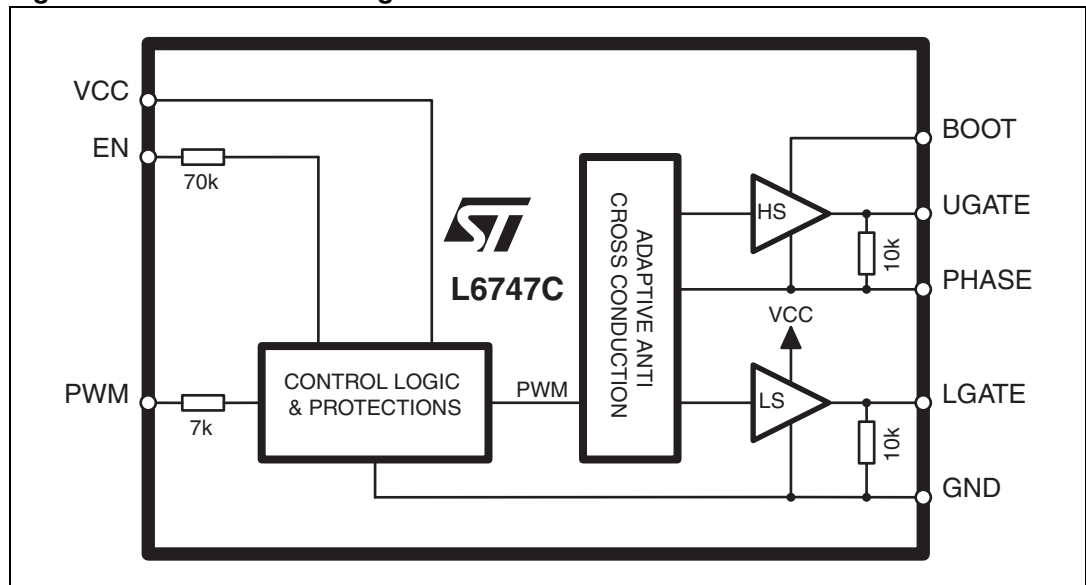 VCC
EN
70k
PWM
7k
CONTROL LOGIC
& PROTECTIONS
ST
L6747C
PWM
ADAPTIVE ANTI
CROSS CONDUCTION
HS
VCC
LS
10k
10k
BOOT
UGATE
PHASE
LGATE
GND